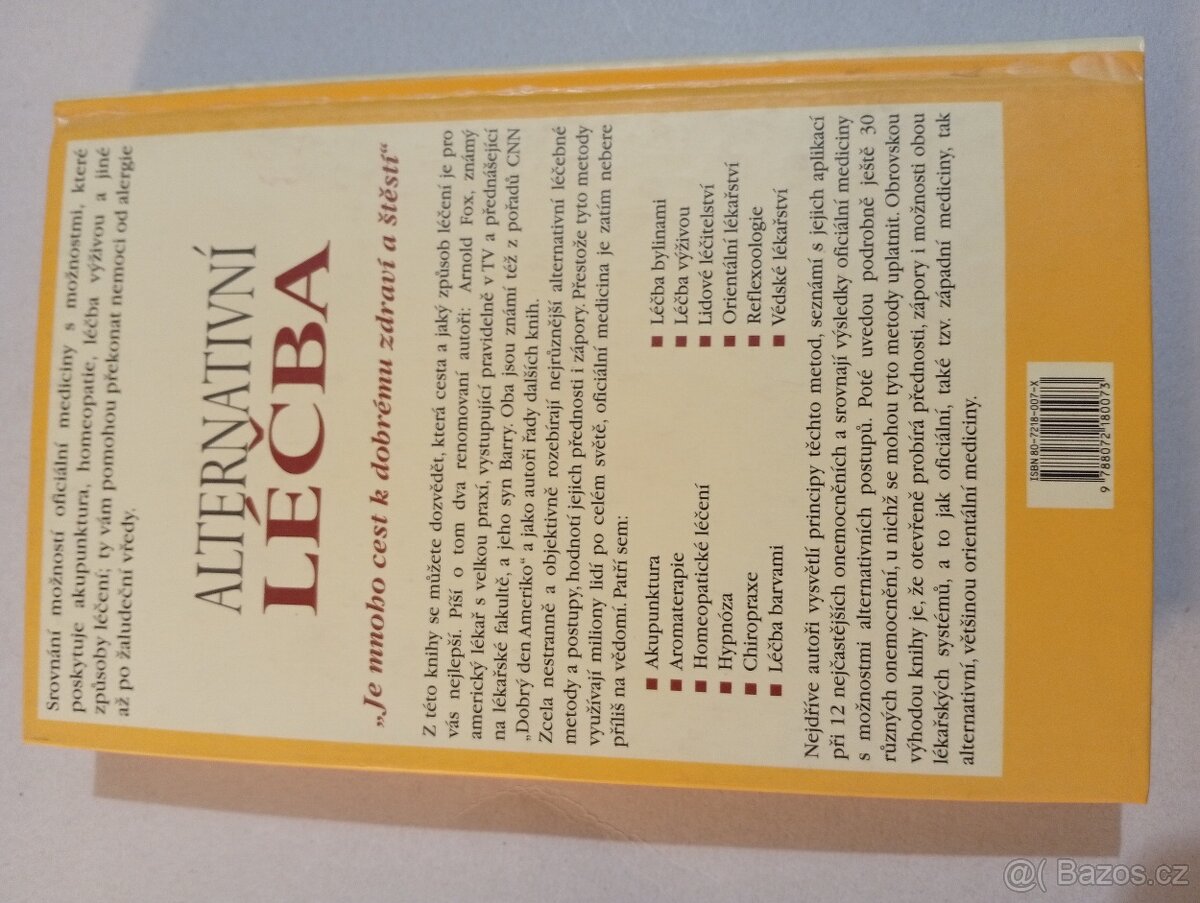 Srovnání možností oficiální mediciny s možnostmi, které
poskytuje akupunktura, homeopatie, léčba výživou a jiné
způsoby léčení; ty vám pomohou překonat nemoci od alergie
až po žaludeční vředy.
ALTERNATIVNÍ
LÉČBA
„Je mnoho cest k dobrému zdraví a štěstí“
Z této knihy se můžete dozvědět, která cesta a jaký způsob léčení je pro
vás nejlepší. Píší o tom dva renomovaní autoři: Arnold Fox, známý
americký lékař s velkou praxí, vystupující pravidelně v TV a přednášející
na lékařské fakultě, a jeho syn Barry. Oba jsou známí též z pořadů CNN
„Dobrý den Ameriko“ a jako autoři řady dalších knih.
Zcela nestranně a objektivně rozebírají nejrůznější alternativní léčebné
metody a postupy, hodnotí jejich přednosti i zápory. Přestože tyto metody
využívají miliony lidí po celém světě, oficiální medicina je zatím nebere
příliš na vědomí. Patří sem:
■ Akupunktura
■ Aromaterapie
■ Homeopatické léčení
■ Hypnóza
■ Chiropraxe
■ Léčba barvami
■ Léčba bylinami
■ Léčba výživou
■ Lidové léčitelství
■ Orientální lékařství
■ Reflexoologie
■ Védské lékařství
Nejdříve autoři vysvětlí principy těchto metod, seznámí s jejich aplikací
při 12 nejčastějších onemocněních a srovnají výsledky oficiální mediciny
s možnostmi alternativních postupů. Poté uvedou podrobně ještě 30
různých onemocnění, u nichž se mohou tyto metody uplatnit. Obrovskou
výhodou knihy je, že otevřeně probírá přednosti, zápory i možnosti obou
lékařských systémů, a to jak oficiální, také tzv. západní mediciny, tak
alternativní, většinou orientální mediciny.
ISBN 80-7218-007-X
9 788072 180073
@( Bazos.cz